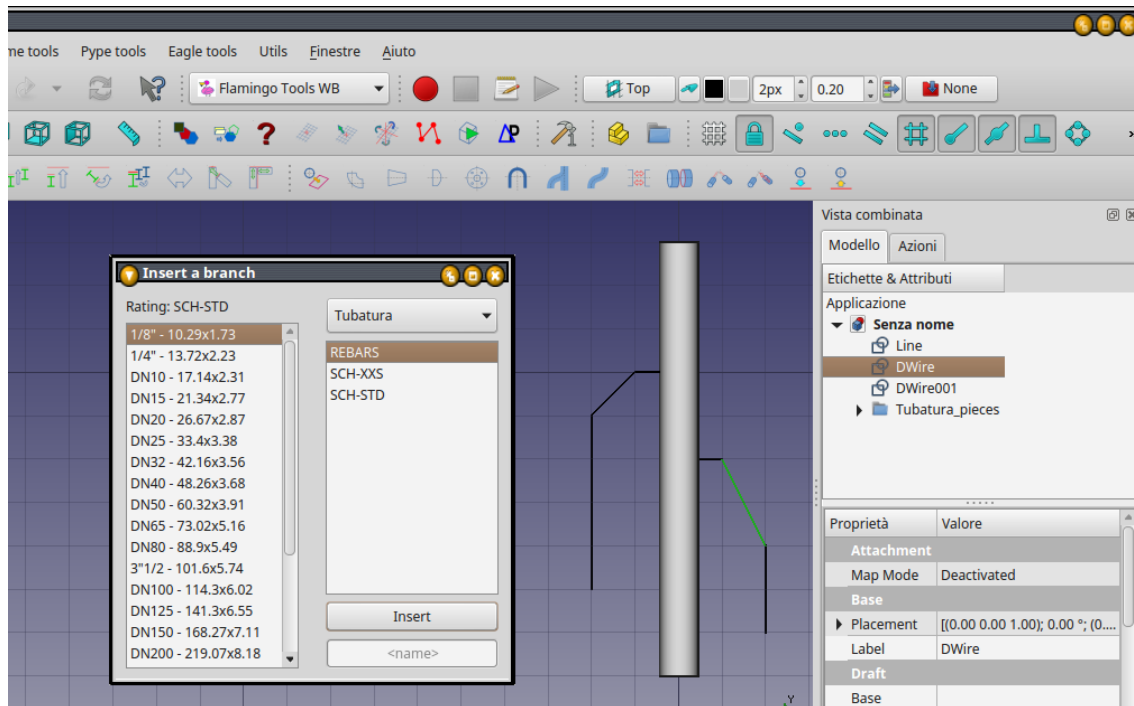 Pype tools Eagle tools Utils Finestre Aiuto
Flamingo Tools WB
Top
2px
0.20
None
Vista combinata
Modello Azioni
Etichette & Attributi
Applicazione
Senza nome
Line
DWire
DWire001
Tubatura_pieces
Insert a branch
Rating: SCH-STD
1/8" - 10.29x1.73
1/4" - 13.72x2.23
DN10 - 17.14x2.31
DN15 - 21.34x2.77
DN20 - 26.67x2.87
DN25 - 33.4x3.38
DN32 - 42.16x3.56
DN40 - 48.26x3.68
DN50 - 60.32x3.91
DN65 - 73.02x5.16
DN80 - 88.9x5.49
3"1/2 - 101.6x5.74
DN100 - 114.3x6.02
DN125 - 141.3x6.55
DN150 - 168.27x7.11
DN200 - 219.07x8.18
Tubatura
REBARS
SCH-XXS
SCH-STD
Insert
<name>
Proprietà Valore
Attachment
Map Mode Deactivated
Base
Placement [(0.00 0.00 1.00); 0.00 °; (0....
Label DWire
Draft
Base
Y